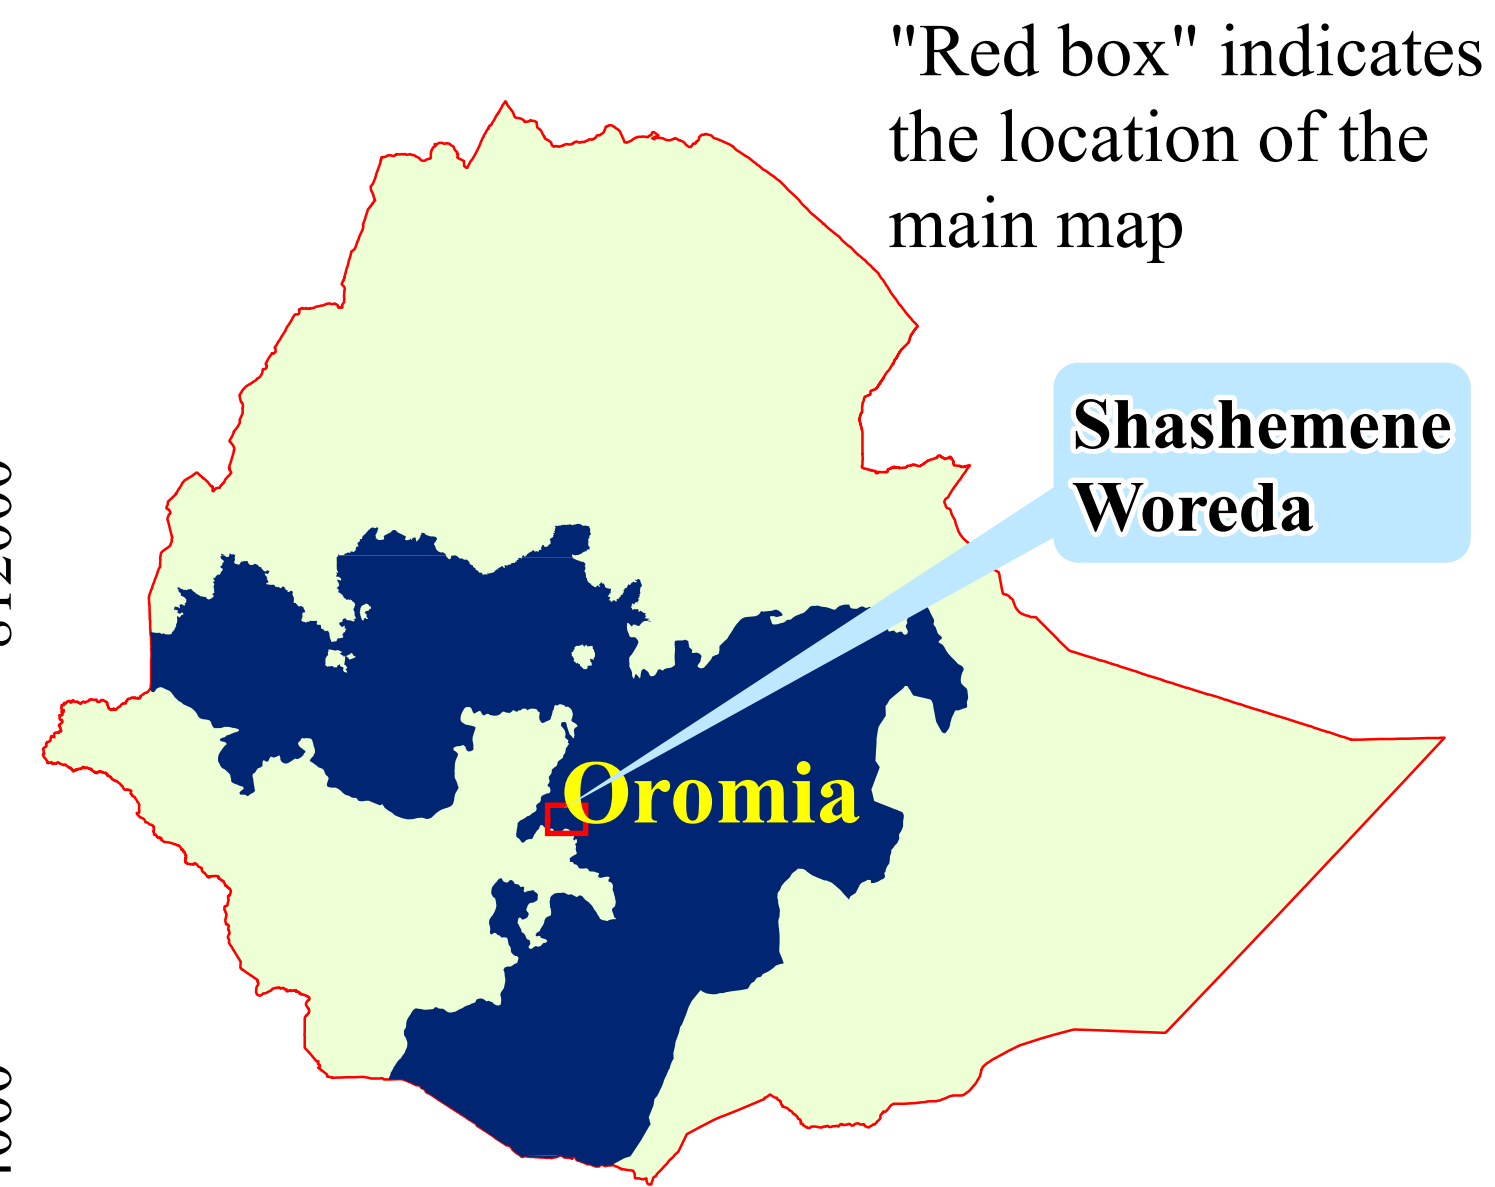 "Red box" indicates
the location of the
main map
Shashemene
Woreda
Oromia